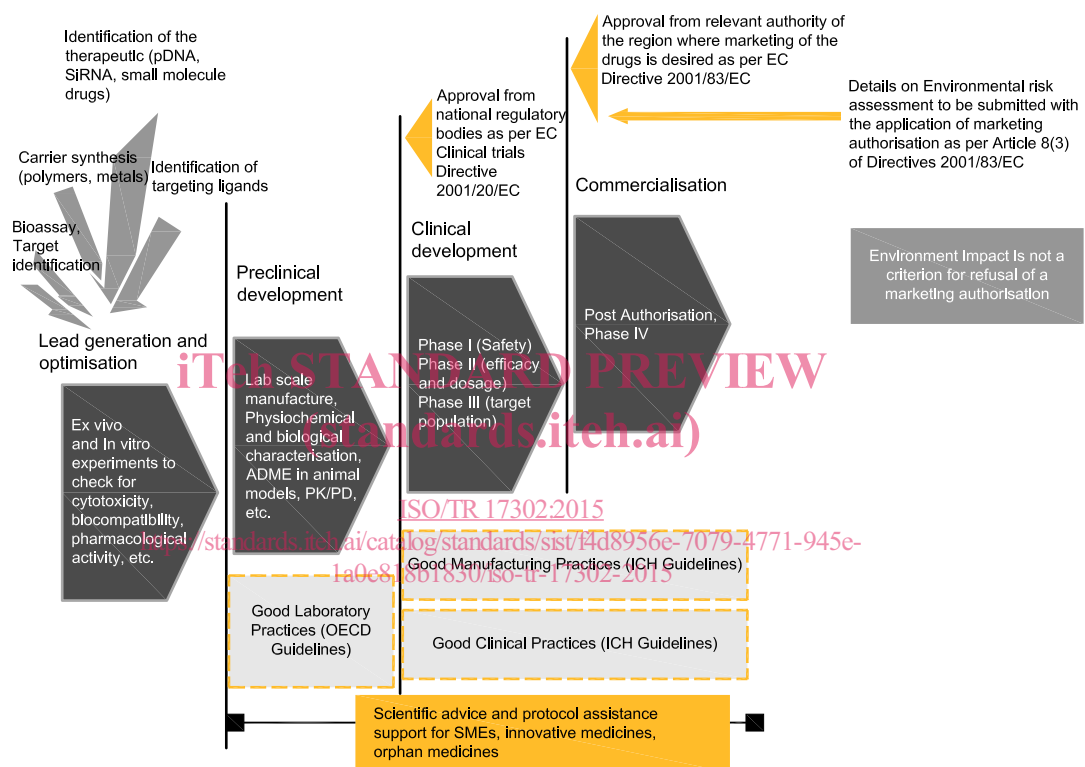 Identification of the
therapeutic (pDNA,
SiRNA, small molecule
drugs)
Carrier synthesis
(polymers, metals)
Identification of
targeting ligands
Bioassay,
Target
identification
Lead generation and
optimisation
Ex vivo
and In vitro
experiments to
check for
cytotoxicity,
biocompatibility,
pharmacological
activity, etc.
Preclinical
development
Lab scale
manufacture,
Physiochemical
and biological
characterisation,
ADME in animal
models, PK/PD,
etc.
Good Laboratory
Practices (OECD
Guidelines)
Approval from
national regulatory
bodies as per EC
Clinical trials
Directive
2001/20/EC
Clinical
development
Phase I (Safety)
Phase II (efficacy
and dosage)
Phase III (target
population)
Good Manufacturing Practices (ICH Guidelines)
Good Clinical Practices (ICH Guidelines)
Approval from relevant authority of
the region where marketing of the
drugs is desired as per EC
Directive 2001/83/EC
Commercialisation
Post Authorisation,
Phase IV
Details on Environmental risk
assessment to be submitted with
the application of marketing
authorisation as per Article 8(3)
of Directives 2001/83/EC
Environment Impact Is not a
criterion for refusal of a
marketing authorisation
Scientific advice and protocol assistance
support for SMEs, innovative medicines,
orphan medicines
iTeh STANDARD PREVIEW
(standards.iteh.ai)
ISO/TR 17302:2015
https://standards.iteh.ai/catalog/standards/sist/f4d8956e-7079-4771-945e-
1a0e818b1830/iso-tr-17302-2015